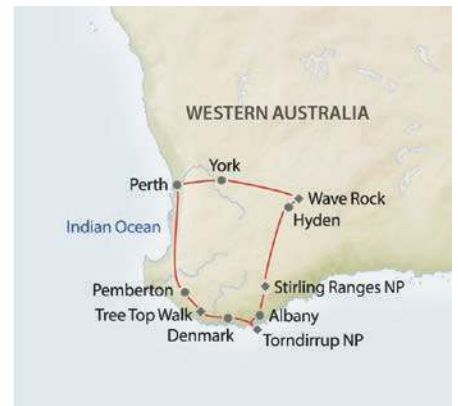 WESTERN AUSTRALIA
York
Perth
Wave Rock
Hyden
Indian Ocean
Stirling Ranges NP
Pemberton
Tree Top Walk
Albany
Denmark
Torndirrup NP